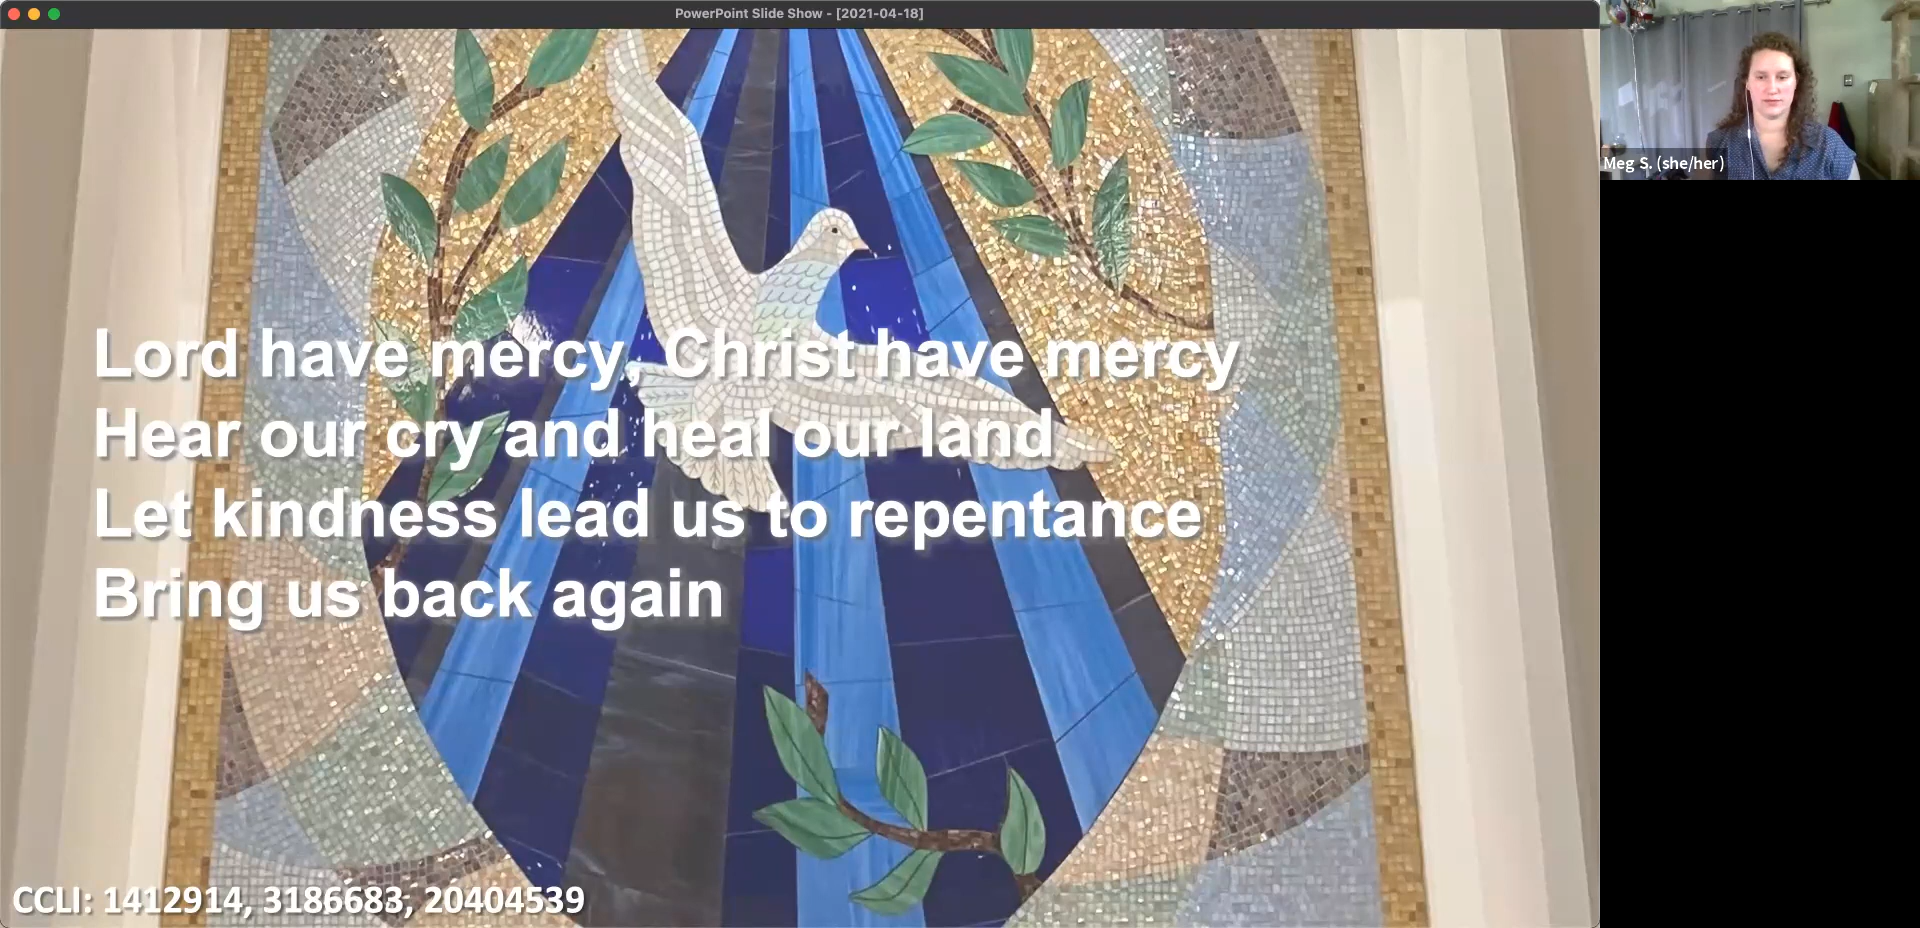 PowerPoint Slide Show - [2021-04-18]
Meg S. (she/her)
Lord have mercy, Christ have mercy
Hear our cry and heal our land
Let kindness lead us to repentance
Bring us back again
CCLI: 1412914, 3186683, 20404539